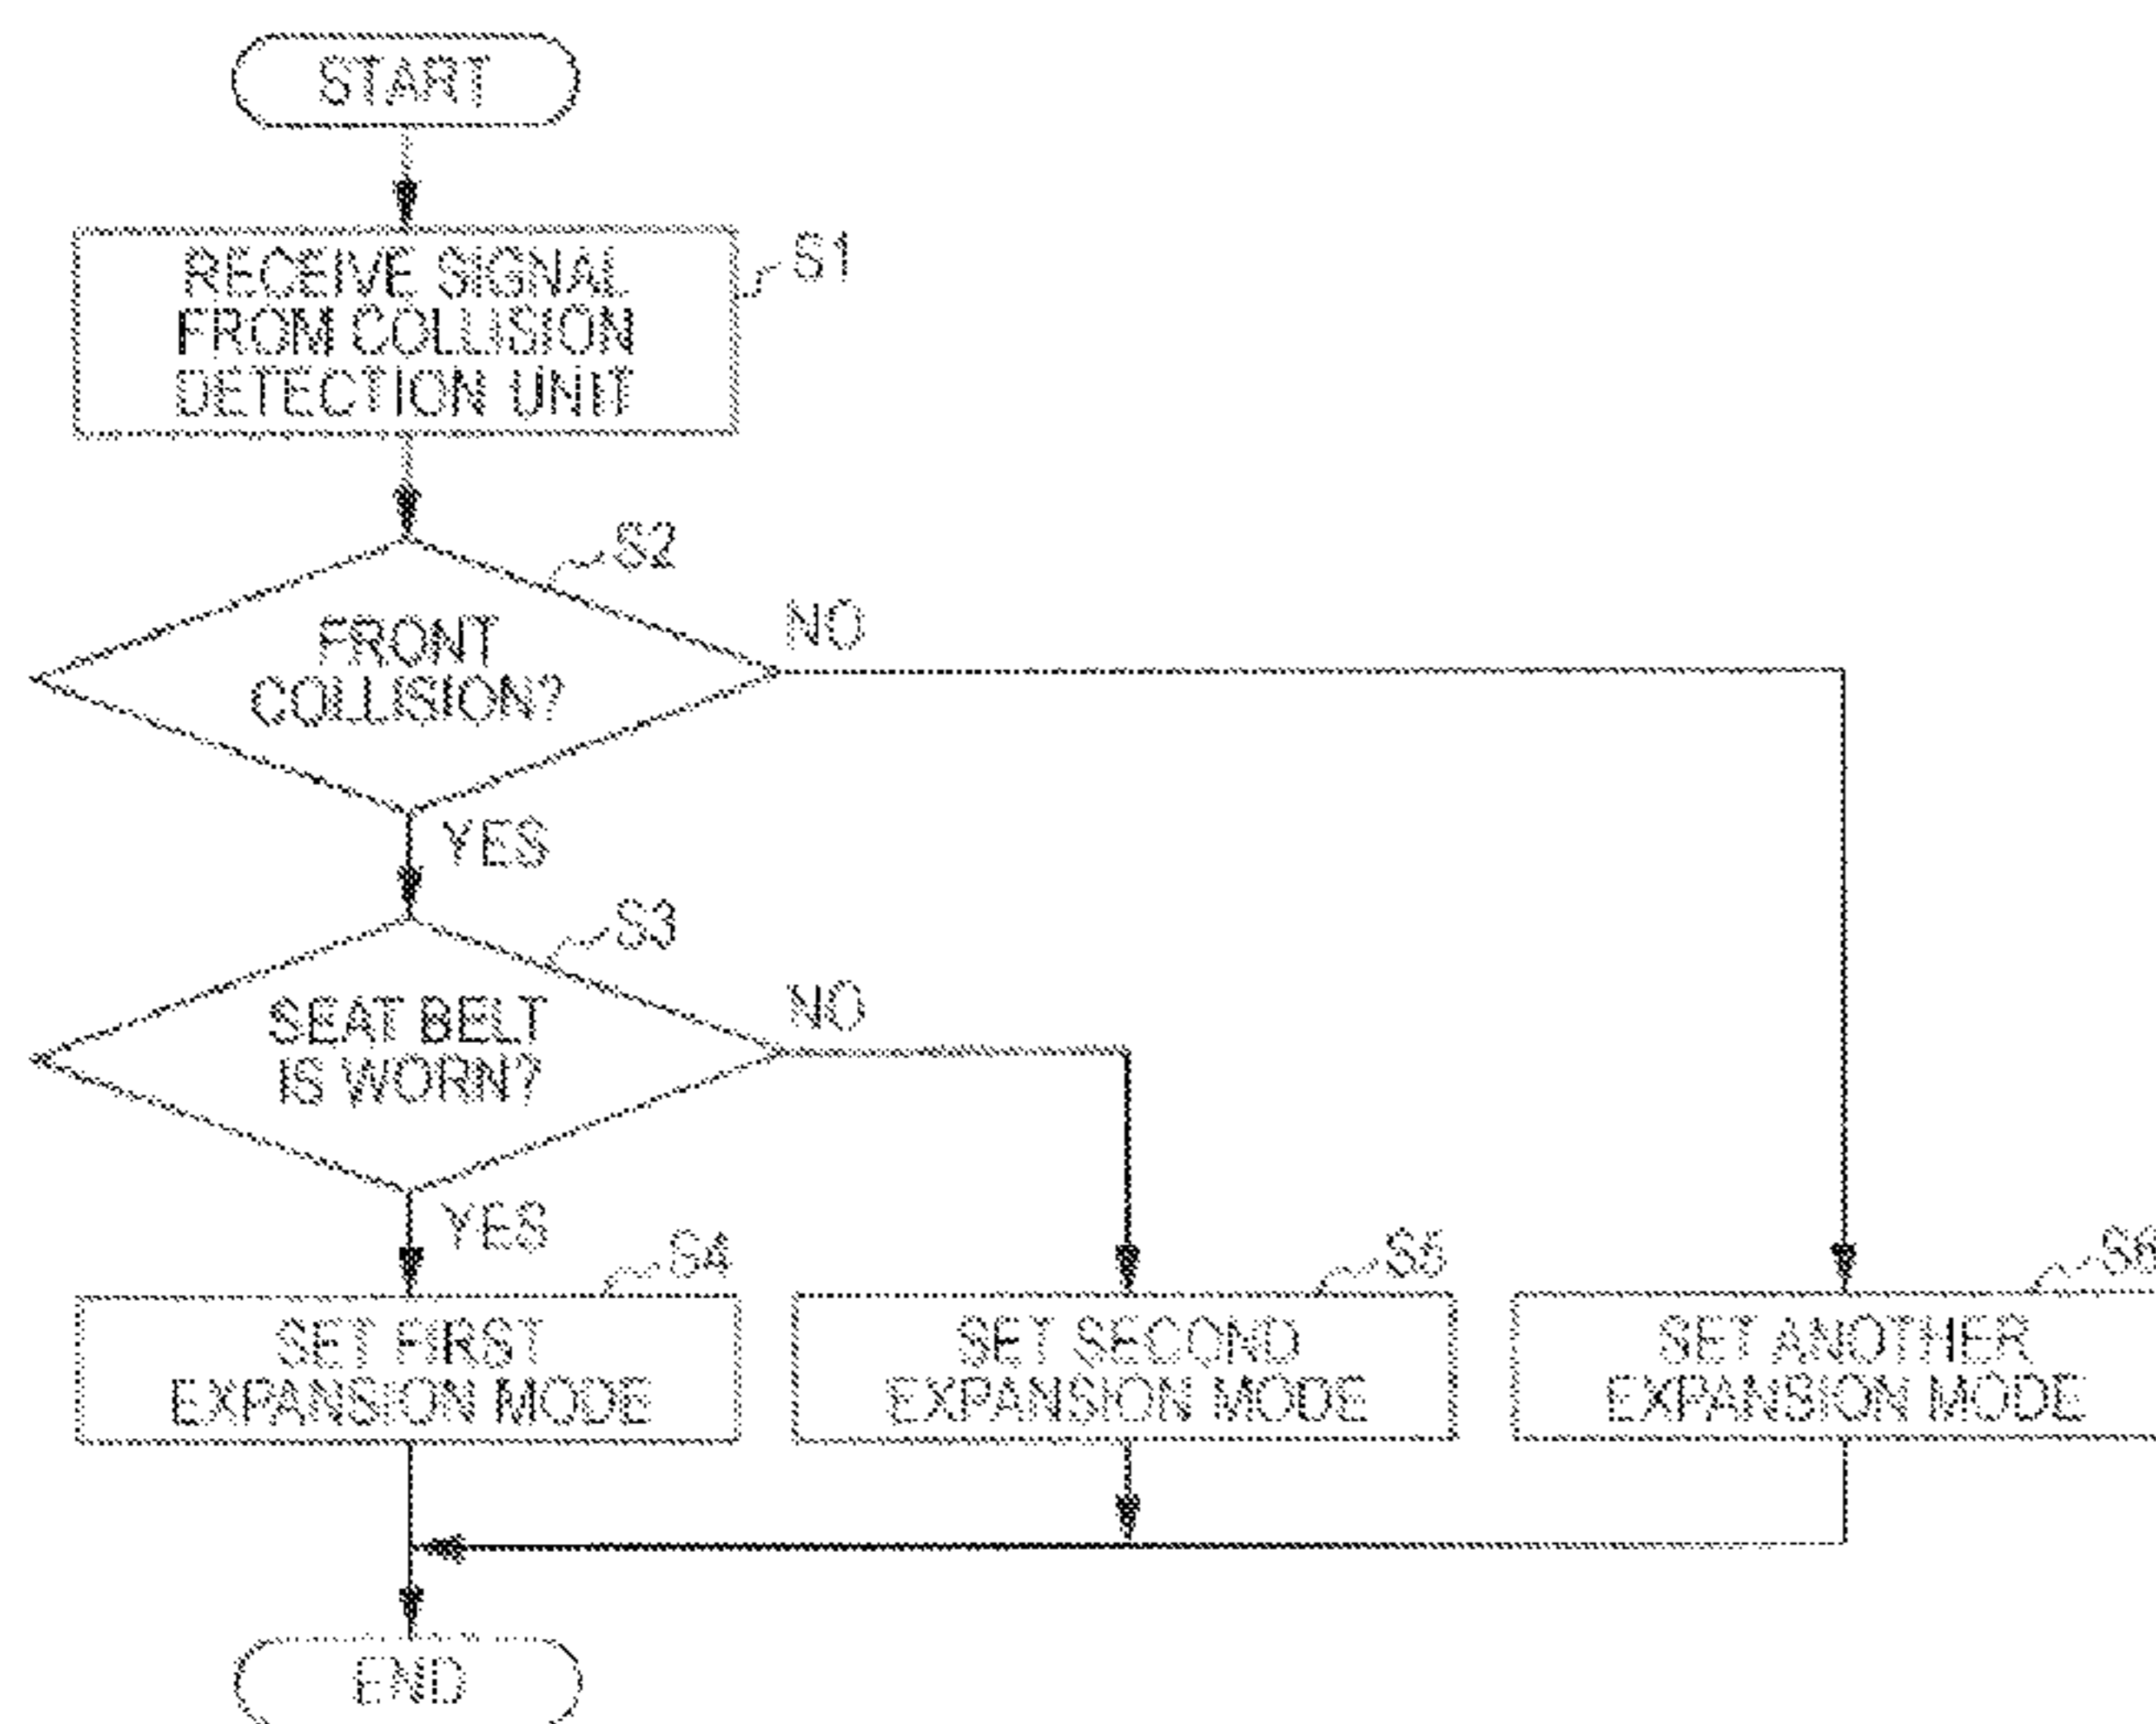 START
RECEIVE SIGNAL
FROM COLLISION
DETECTION UNIT
S1
S2
FRONT
COLLISION?
NO
YES
S3
SEAT BELT
IS WORN?
NO
YES
S4
SET FIRST
EXPANSION MODE
S5
SET SECOND
EXPANSION MODE
S6
SET ANOTHER
EXPANSION MODE
END